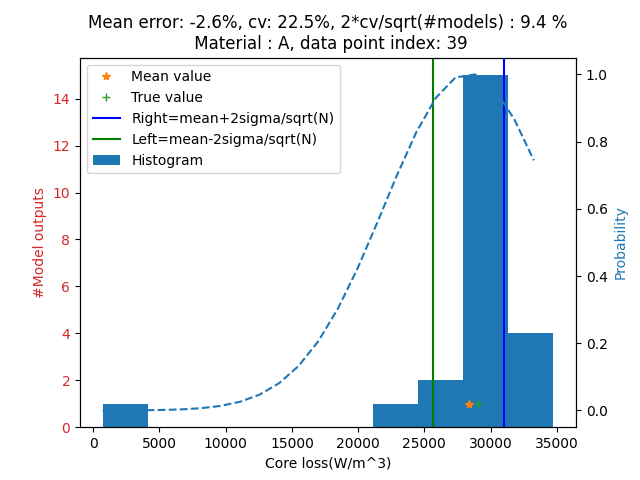 Mean error: -2.6%, cv: 22.5%, 2*cv/sqrt(#models) : 9.4 %
Material : A, data point index: 39
Mean value
True value
Right=mean+2sigma/sqrt(N)
Left=mean-2sigma/sqrt(N)
Histogram
#Model outputs
14
12
10
8
6
4
2
0
1.0
0.8
0.6
0.4
0.2
0.0
Probability
0 5000 10000 15000 20000 25000 30000 35000
Core loss(W/m^3)